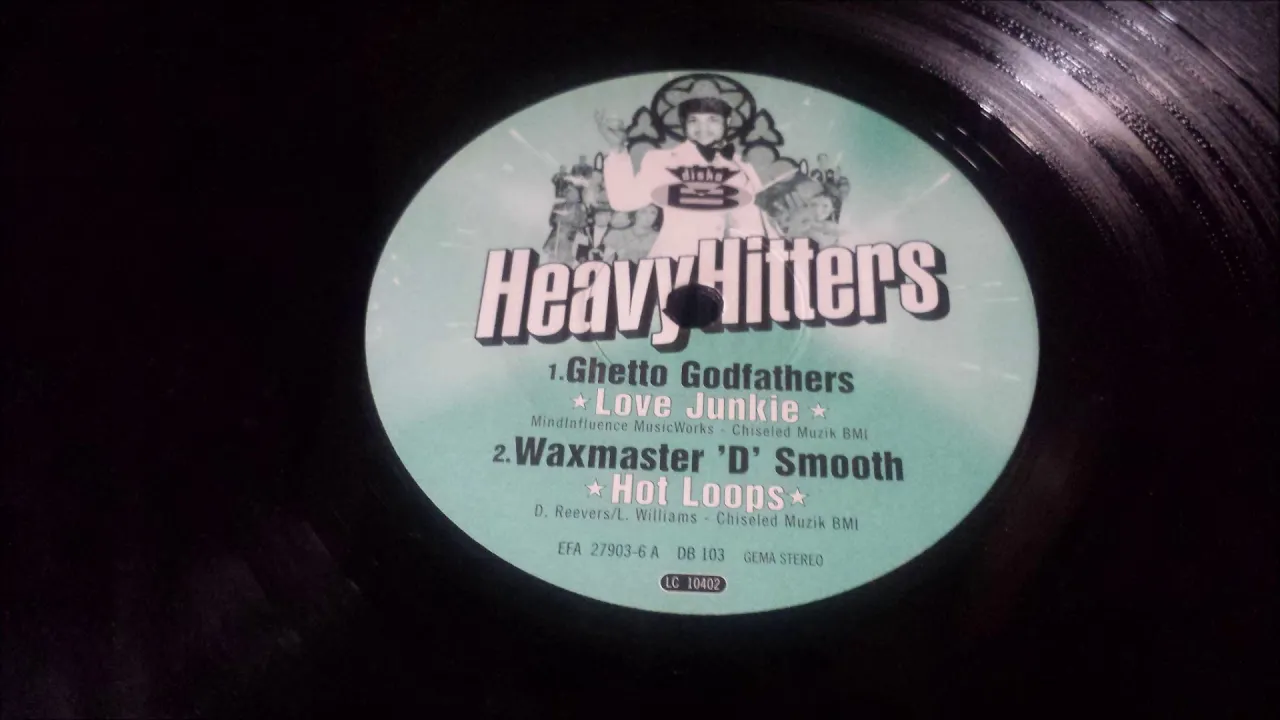 disko
B
HeavyHitters
1.Ghetto Godfathers
★Love Junkie★
MindInfluence MusicWorks - Chiseled Muzik BMI
2.Waxmaster 'D' Smooth
★Hot Loops★
D. Reevers/L. Williams - Chiseled Muzik BMI
EFA 27903-6 A DB 103 GEMA STEREO
LC 10402